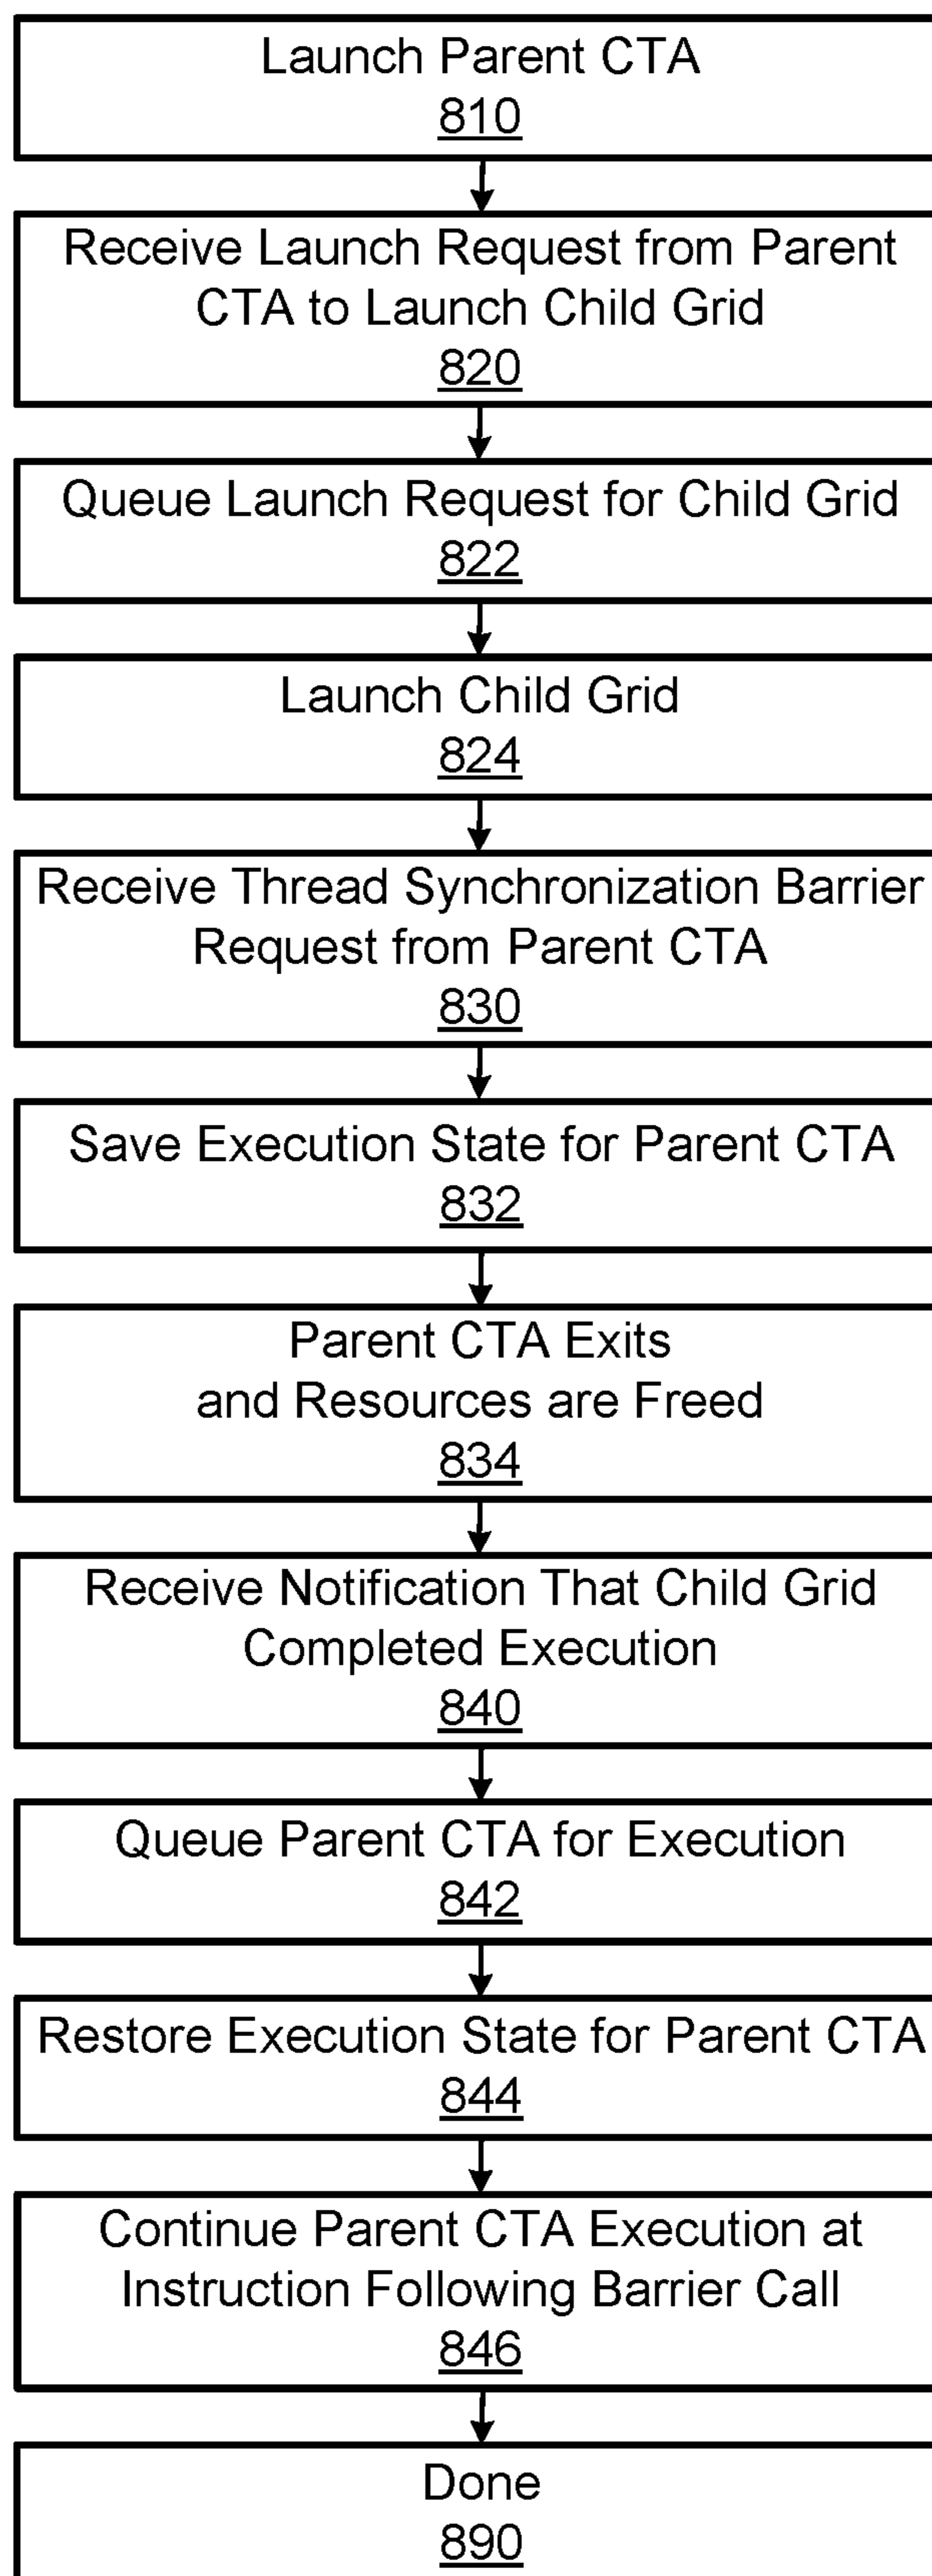 Launch Parent CTA
810
Receive Launch Request from Parent
CTA to Launch Child Grid
820
Queue Launch Request for Child Grid
822
Launch Child Grid
824
Receive Thread Synchronization Barrier
Request from Parent CTA
830
Save Execution State for Parent CTA
832
Parent CTA Exits
and Resources are Freed
834
Receive Notification That Child Grid
Completed Execution
840
Queue Parent CTA for Execution
842
Restore Execution State for Parent CTA
844
Continue Parent CTA Execution at
Instruction Following Barrier Call
846
Done
890